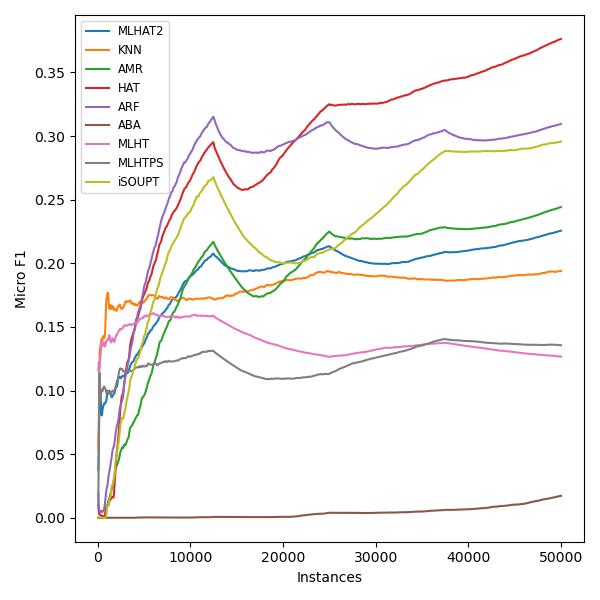 MLHAT2
KNN
AMR
HAT
ARF
ABA
MLHT
MLHTPS
iSOUPT
Micro F1
0.35
0.30
0.25
0.20
0.15
0.10
0.05
0.00
0 10000 20000 30000 40000 50000
Instances